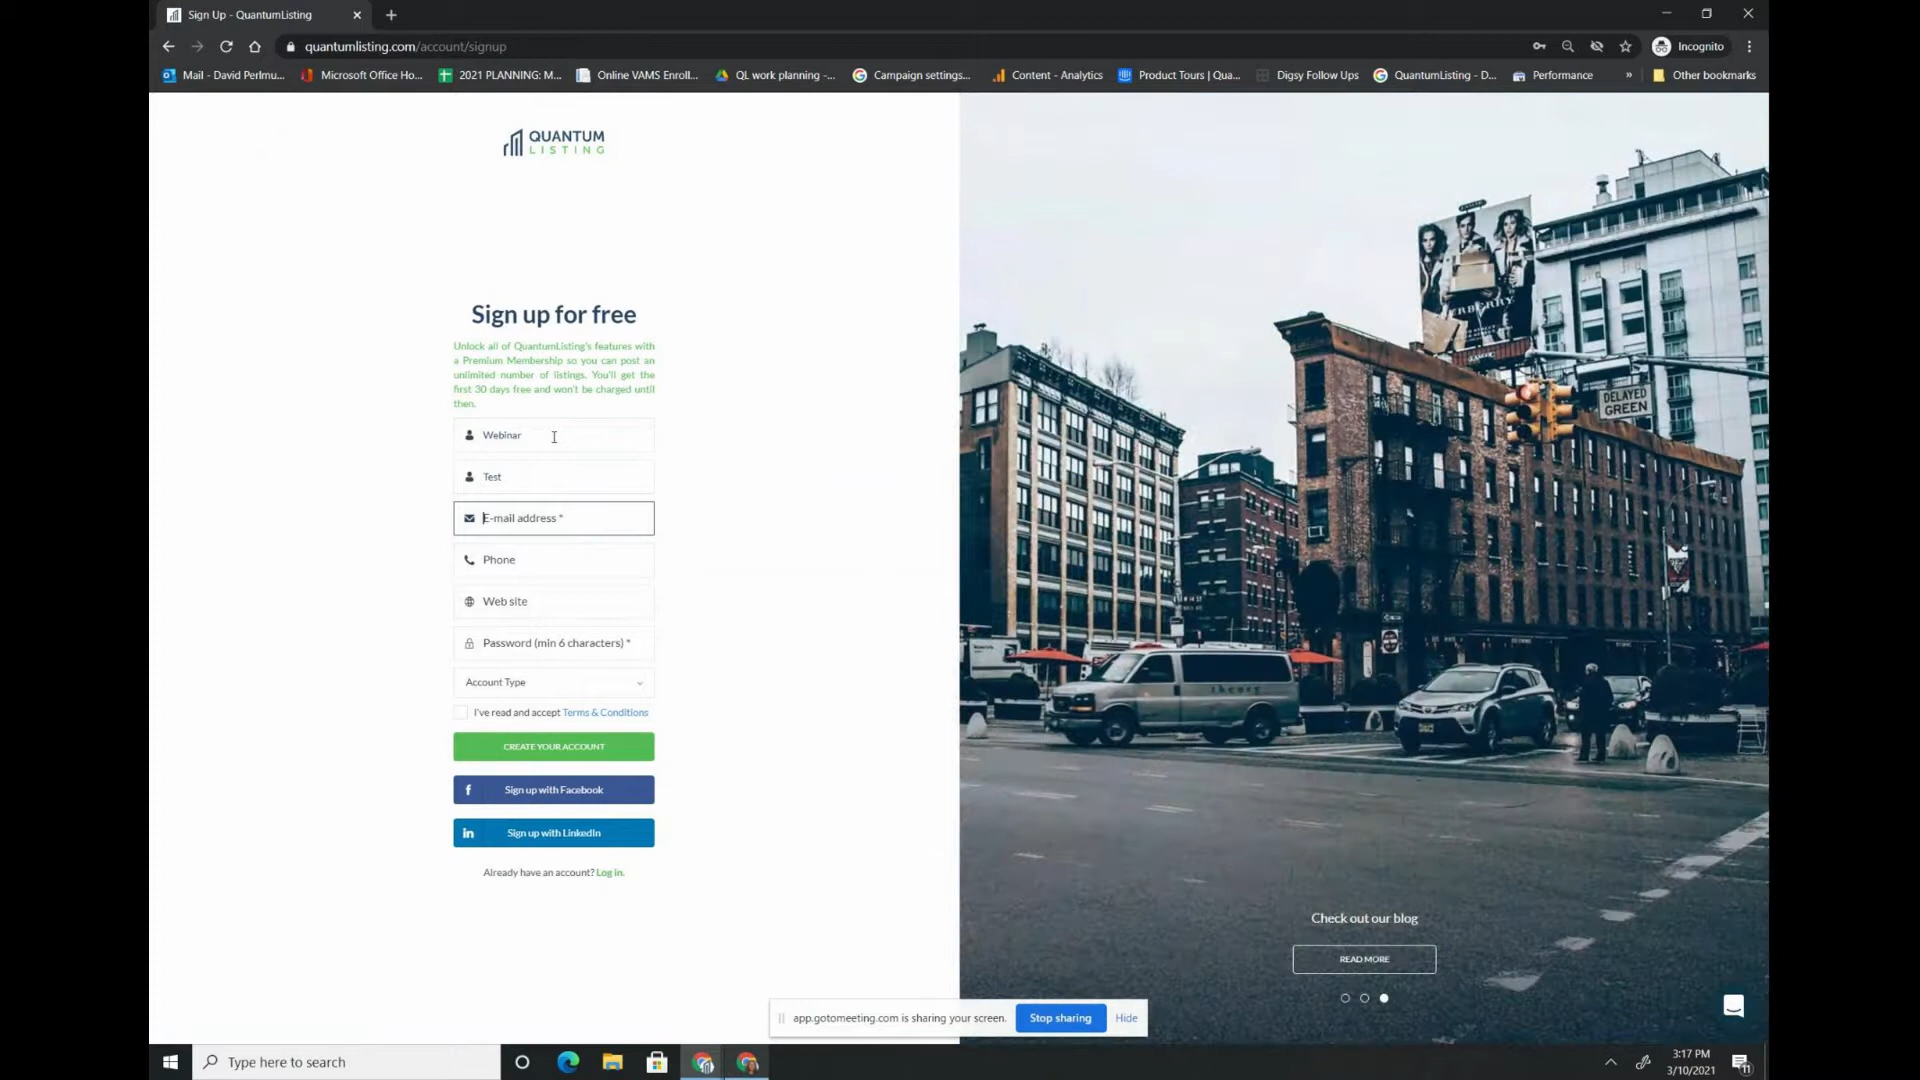 Sign Up - QuantumListing
quantumlisting.com/account/signup
Incognito
Mail - David Perlmu...
Microsoft Office Ho...
2021 PLANNING: M...
Online VAMS Enroll...
QL work planning -...
Campaign settings...
Content - Analytics
Product Tours | Qua...
Digsy Follow Ups
QuantumListing - D...
Performance
»
Other bookmarks
QUANTUM
LISTING
Sign up for free
Unlock all of QuantumListing's features with
a Premium Membership so you can post an
unlimited number of listings. You'll get the
first 30 days free and won't be charged until
then.
Webinar
Test
E-mail address *
Phone
Web site
Password (min 6 characters) *
Account Type
I've read and accept Terms & Conditions
CREATE YOUR ACCOUNT
Sign up with Facebook
Sign up with LinkedIn
Already have an account? Log in.
DELAYED
GREEN
theory
Check out our blog
READ MORE
app.gotomeeting.com is sharing your screen.
Stop sharing
Hide
Type here to search
3:17 PM
3/10/2021
11